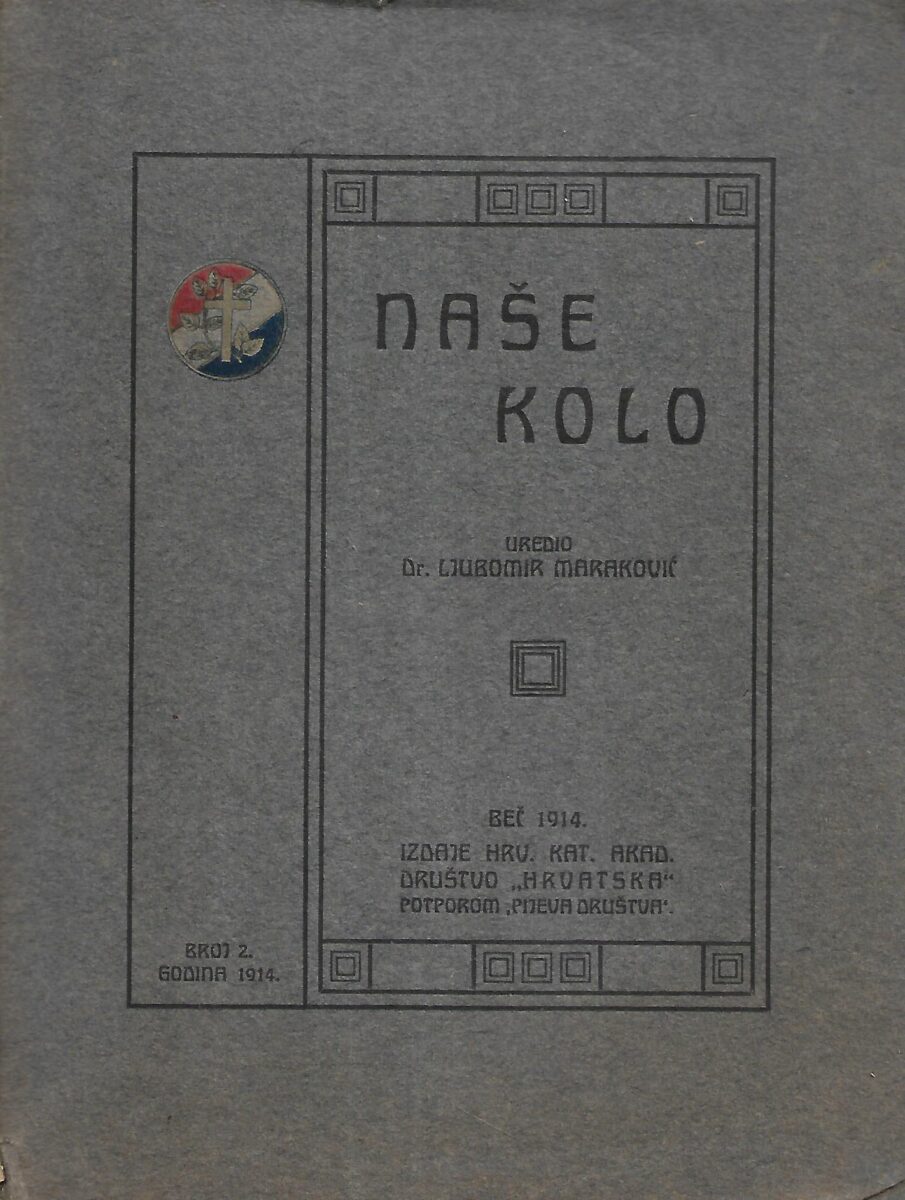 NAŠE
KOLO
UREDIO
Dr. LJUBOMIR MARAKOVIĆ
BEČ 1914.
IZDAJE HRV. KAT. AKAD.
DRUŠTVO „HRVATSKA“
POTPOROM ‚PIJEVA DRUŠTVA‘.
BROJ 2.
GODINA 1914.